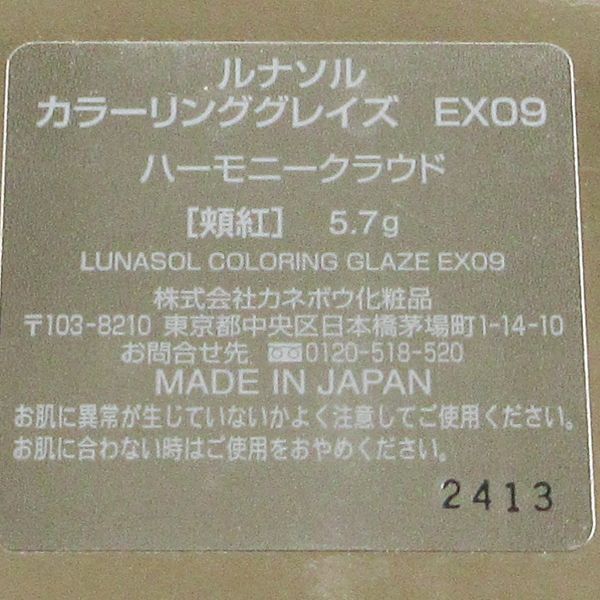 ルナソル
カラーリンググレイズ EX09
ハーモニークラウド
[頬紅] 5.7g
LUNASOL COLORING GLAZE EX09
株式会社カネボウ化粧品
〒103-8210 東京都中央区日本橋茅場町1-14-10
お問合せ先 0120-518-520
MADE IN JAPAN
お肌に異常が生じていないかよく注意してご使用ください。
お肌に合わない時はご使用をおやめください。
2413